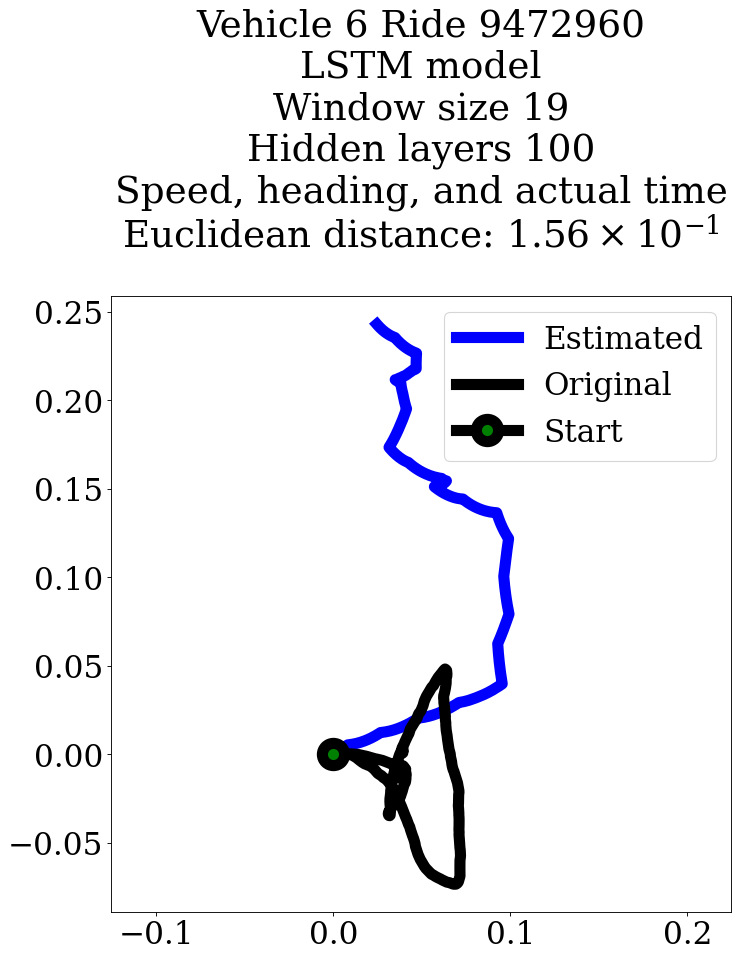 Vehicle 6 Ride 9472960
LSTM model
Window size 19
Hidden layers 100
Speed, heading, and actual time
Euclidean distance: 1.56 × 10⁻¹
Estimated
Original
Start
0.25
0.20
0.15
0.10
0.05
0.00
−0.05
−0.1 0.0 0.1 0.2